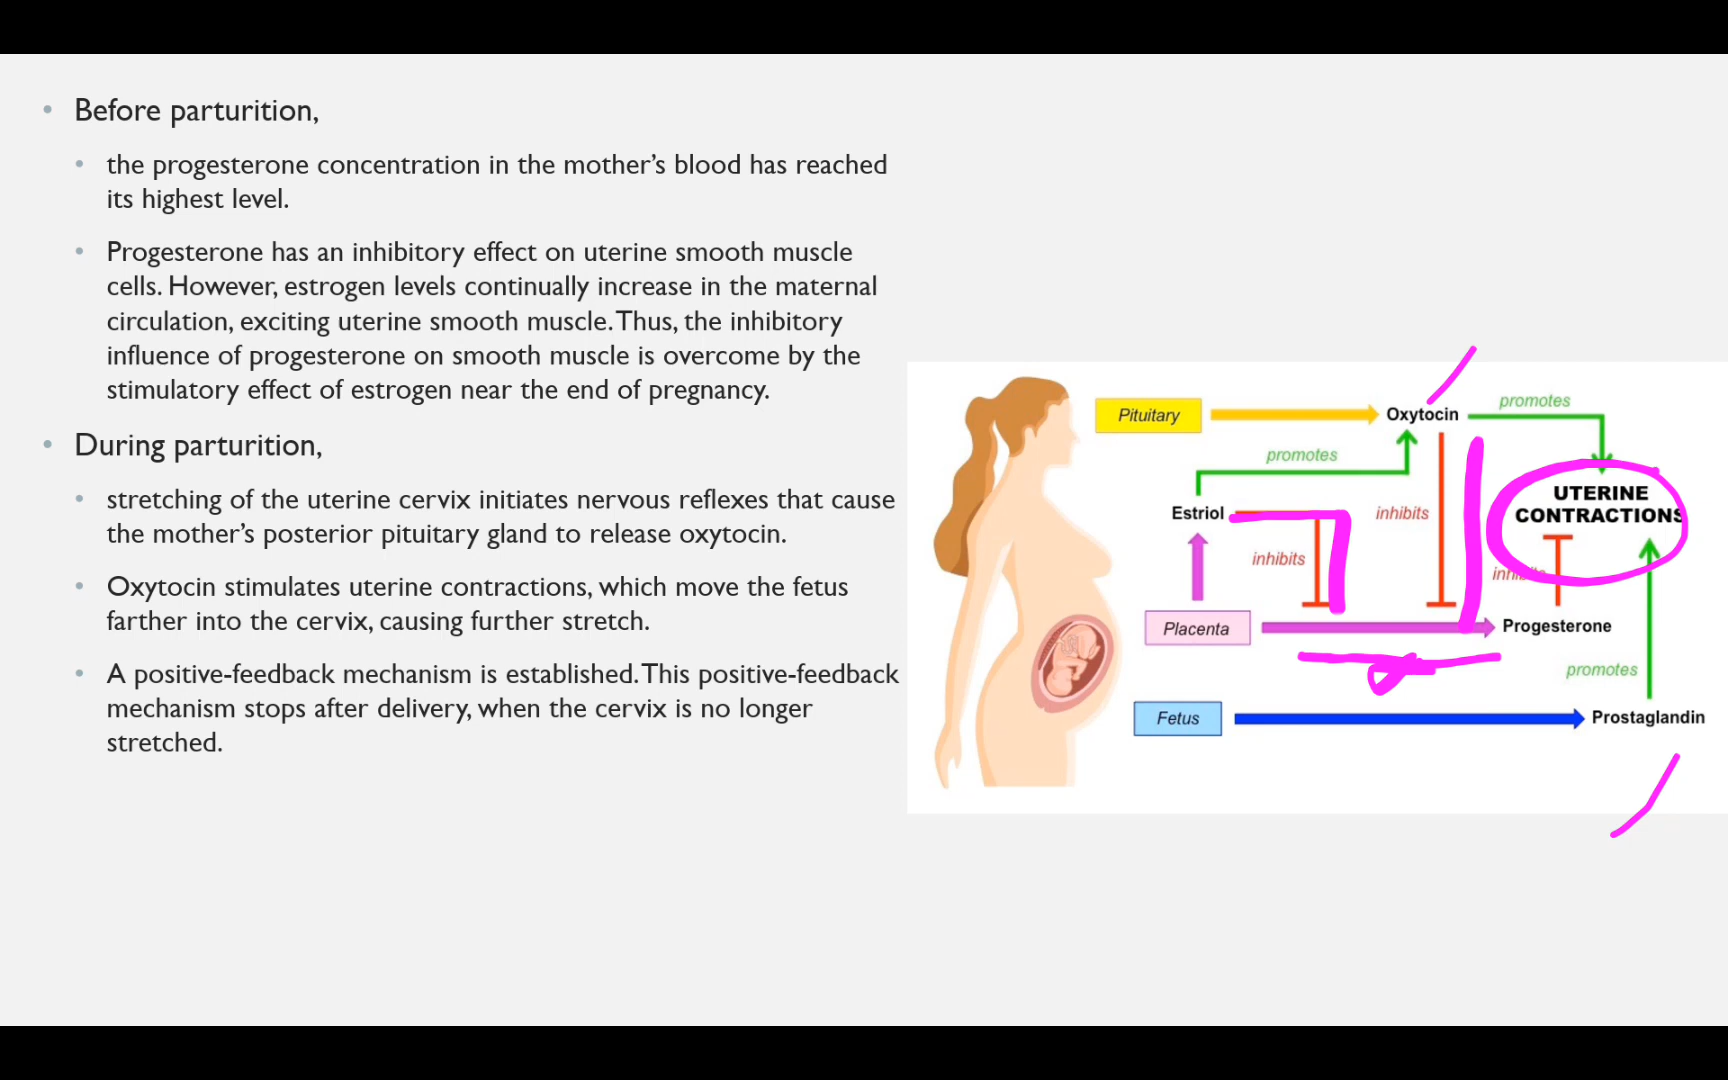 Before parturition,
the progesterone concentration in the mother's blood has reached
its highest level.
Progesterone has an inhibitory effect on uterine smooth muscle
cells. However, estrogen levels continually increase in the maternal
circulation, exciting uterine smooth muscle. Thus, the inhibitory
influence of progesterone on smooth muscle is overcome by the
stimulatory effect of estrogen near the end of pregnancy.
During parturition,
stretching of the uterine cervix initiates nervous reflexes that cause
the mother's posterior pituitary gland to release oxytocin.
Oxytocin stimulates uterine contractions, which move the fetus
farther into the cervix, causing further stretch.
A positive-feedback mechanism is established. This positive-feedback
mechanism stops after delivery, when the cervix is no longer
stretched.
Pituitary
Oxytocin
promotes
promotes
Estriol
inhibits
UTERINE
CONTRACTIONS
inhibits
inhibits
Placenta
Progesterone
promotes
Fetus
Prostaglandin